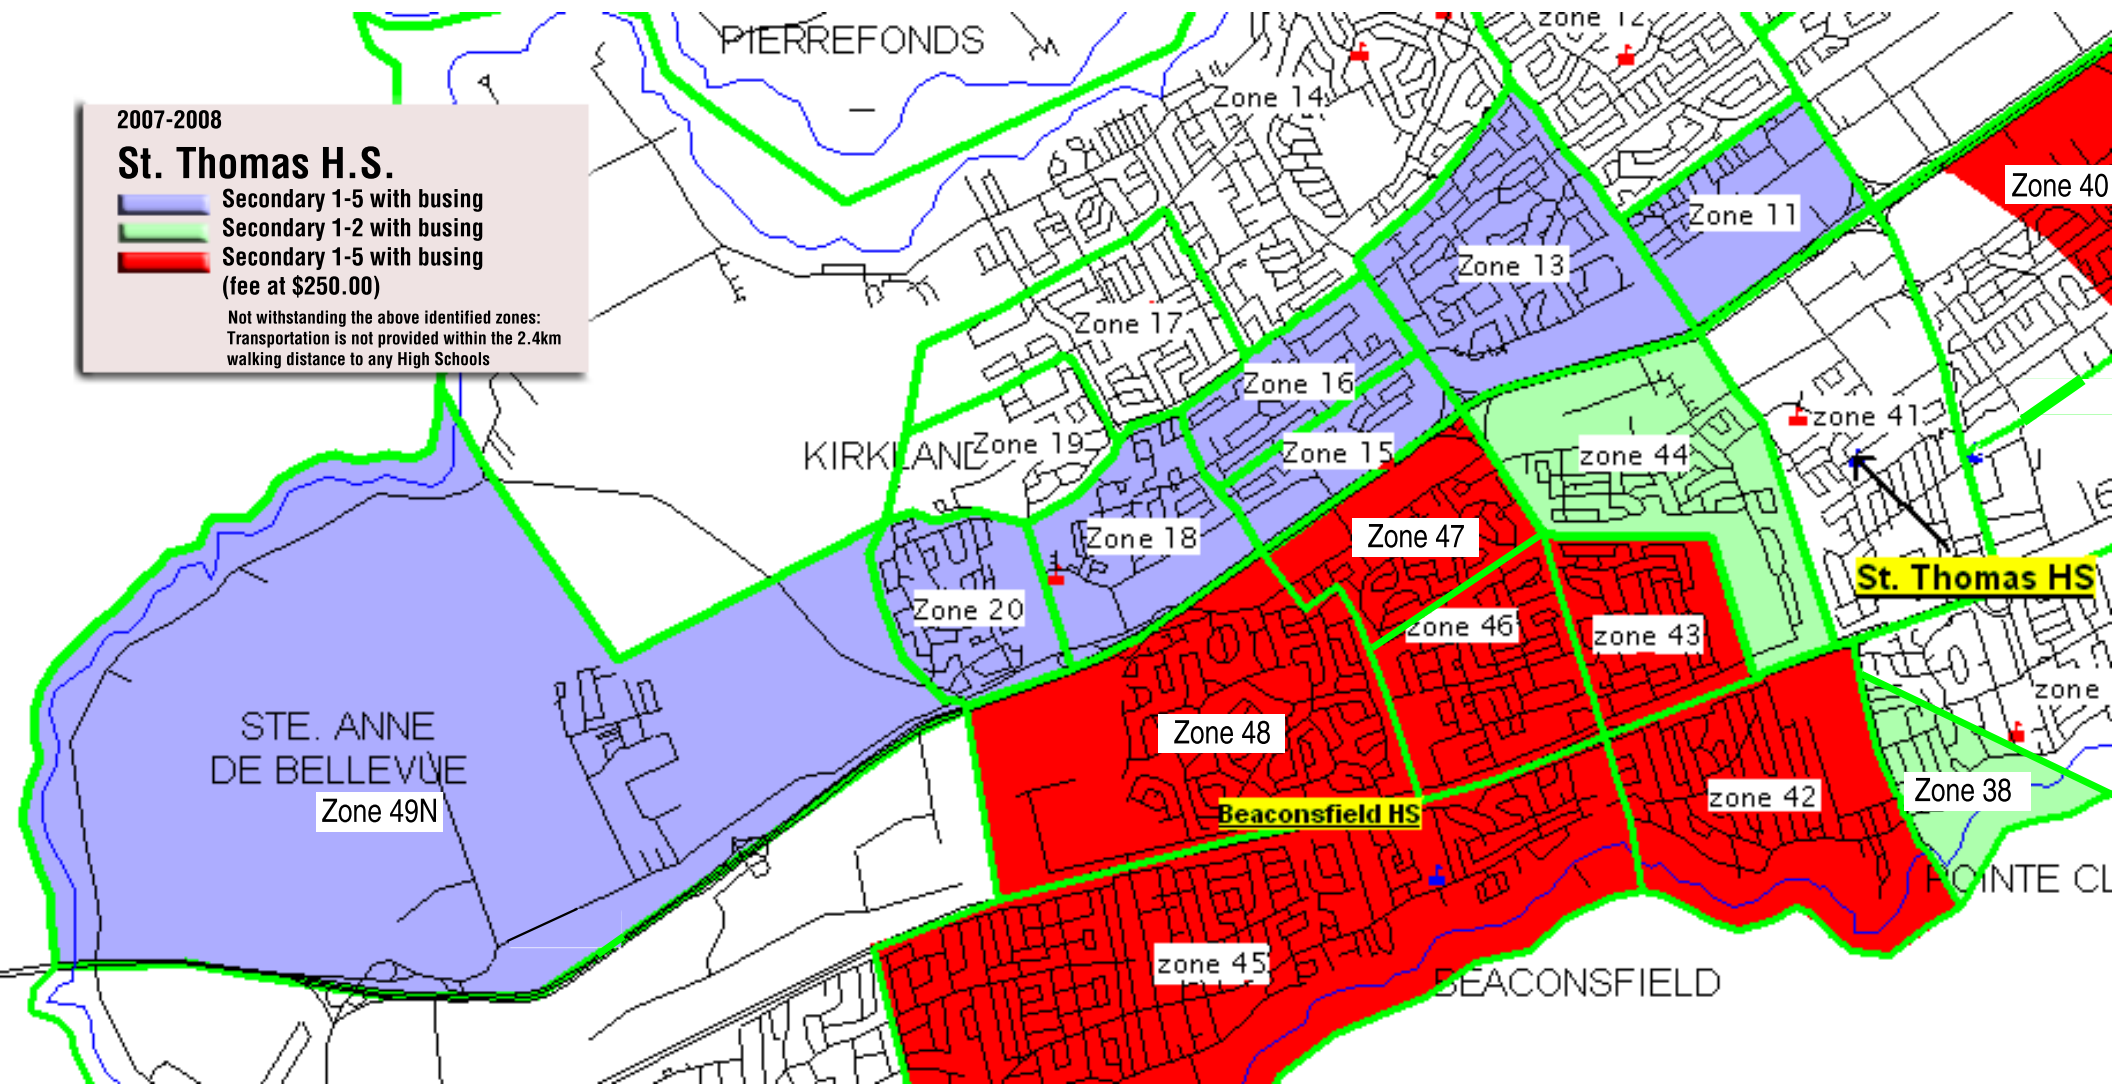 PIERREFONDS
zone 12
Zone 14
2007-2008
St. Thomas H.S.
Secondary 1-5 with busing
Secondary 1-2 with busing
Secondary 1-5 with busing
(fee at $250.00)
Not withstanding the above identified zones:
Transportation is not provided within the 2.4km
walking distance to any High Schools
Zone 40
Zone 11
Zone 13
Zone 17
Zone 16
zone 41
KIRKLAND
Zone 19
Zone 15
zone 44
Zone 18
Zone 47
St. Thomas HS
Zone 20
zone 46
zone 43
zone
STE. ANNE
DE BELLEVUE
Zone 49N
Zone 48
Beaconsfield HS
zone 42
Zone 38
POINTE CL
zone 45
BEACONSFIELD